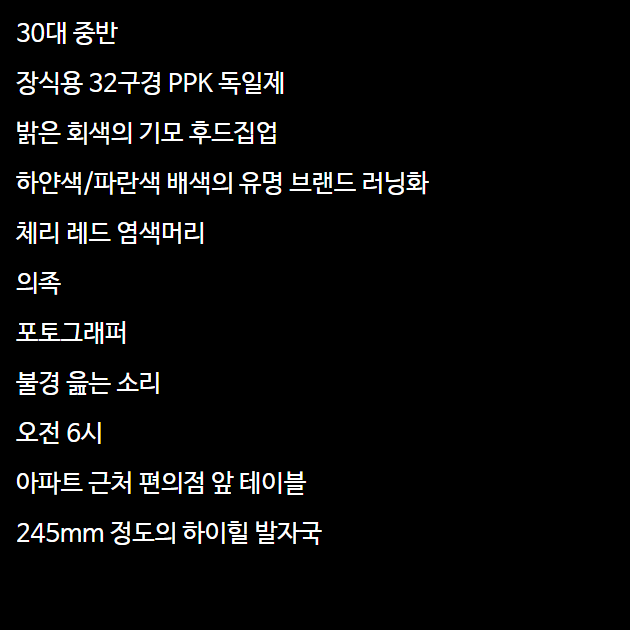 30대 중반
장식용 32구경 PPK 독일제
밝은 회색의 기모 후드집업
하얀색/파란색 배색의 유명 브랜드 러닝화
체리 레드 염색머리
의족
포토그래퍼
불경 읊는 소리
오전 6시
아파트 근처 편의점 앞 테이블
245mm 정도의 하이힐 발자국